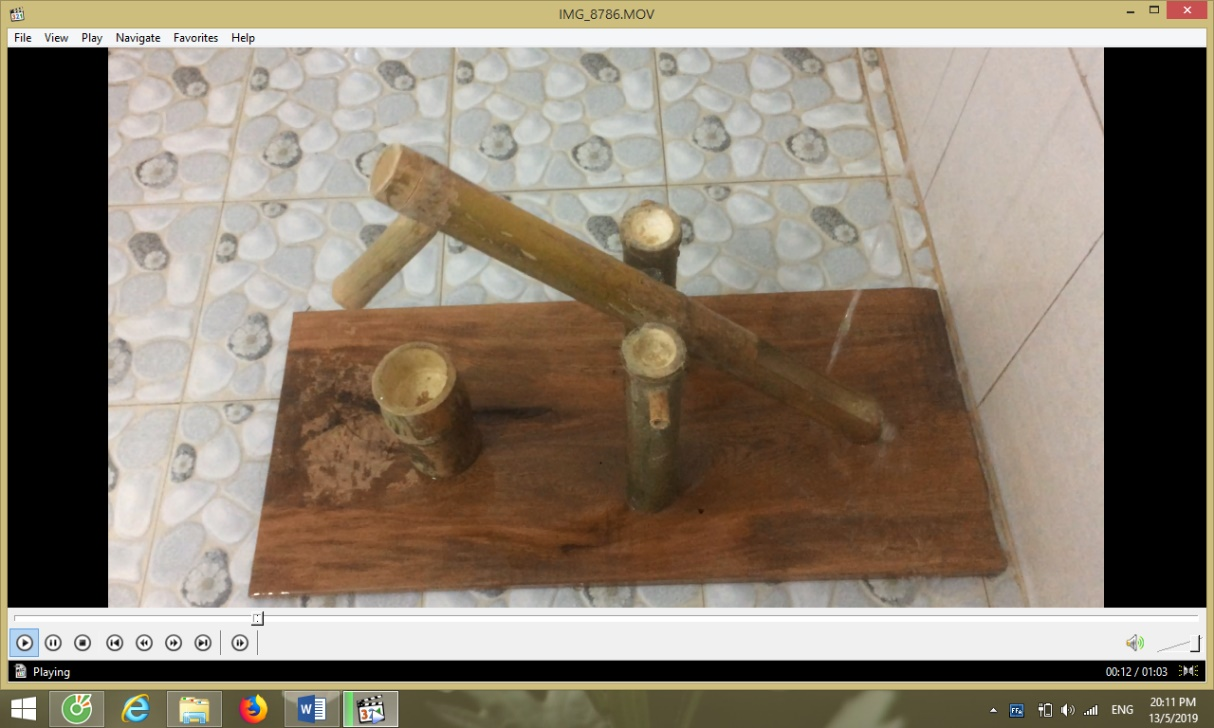 IMG_8786.MOV
File View Play Navigate Favorites Help
Playing
00:12 / 01:03
ENG
20:11 PM
13/5/2019